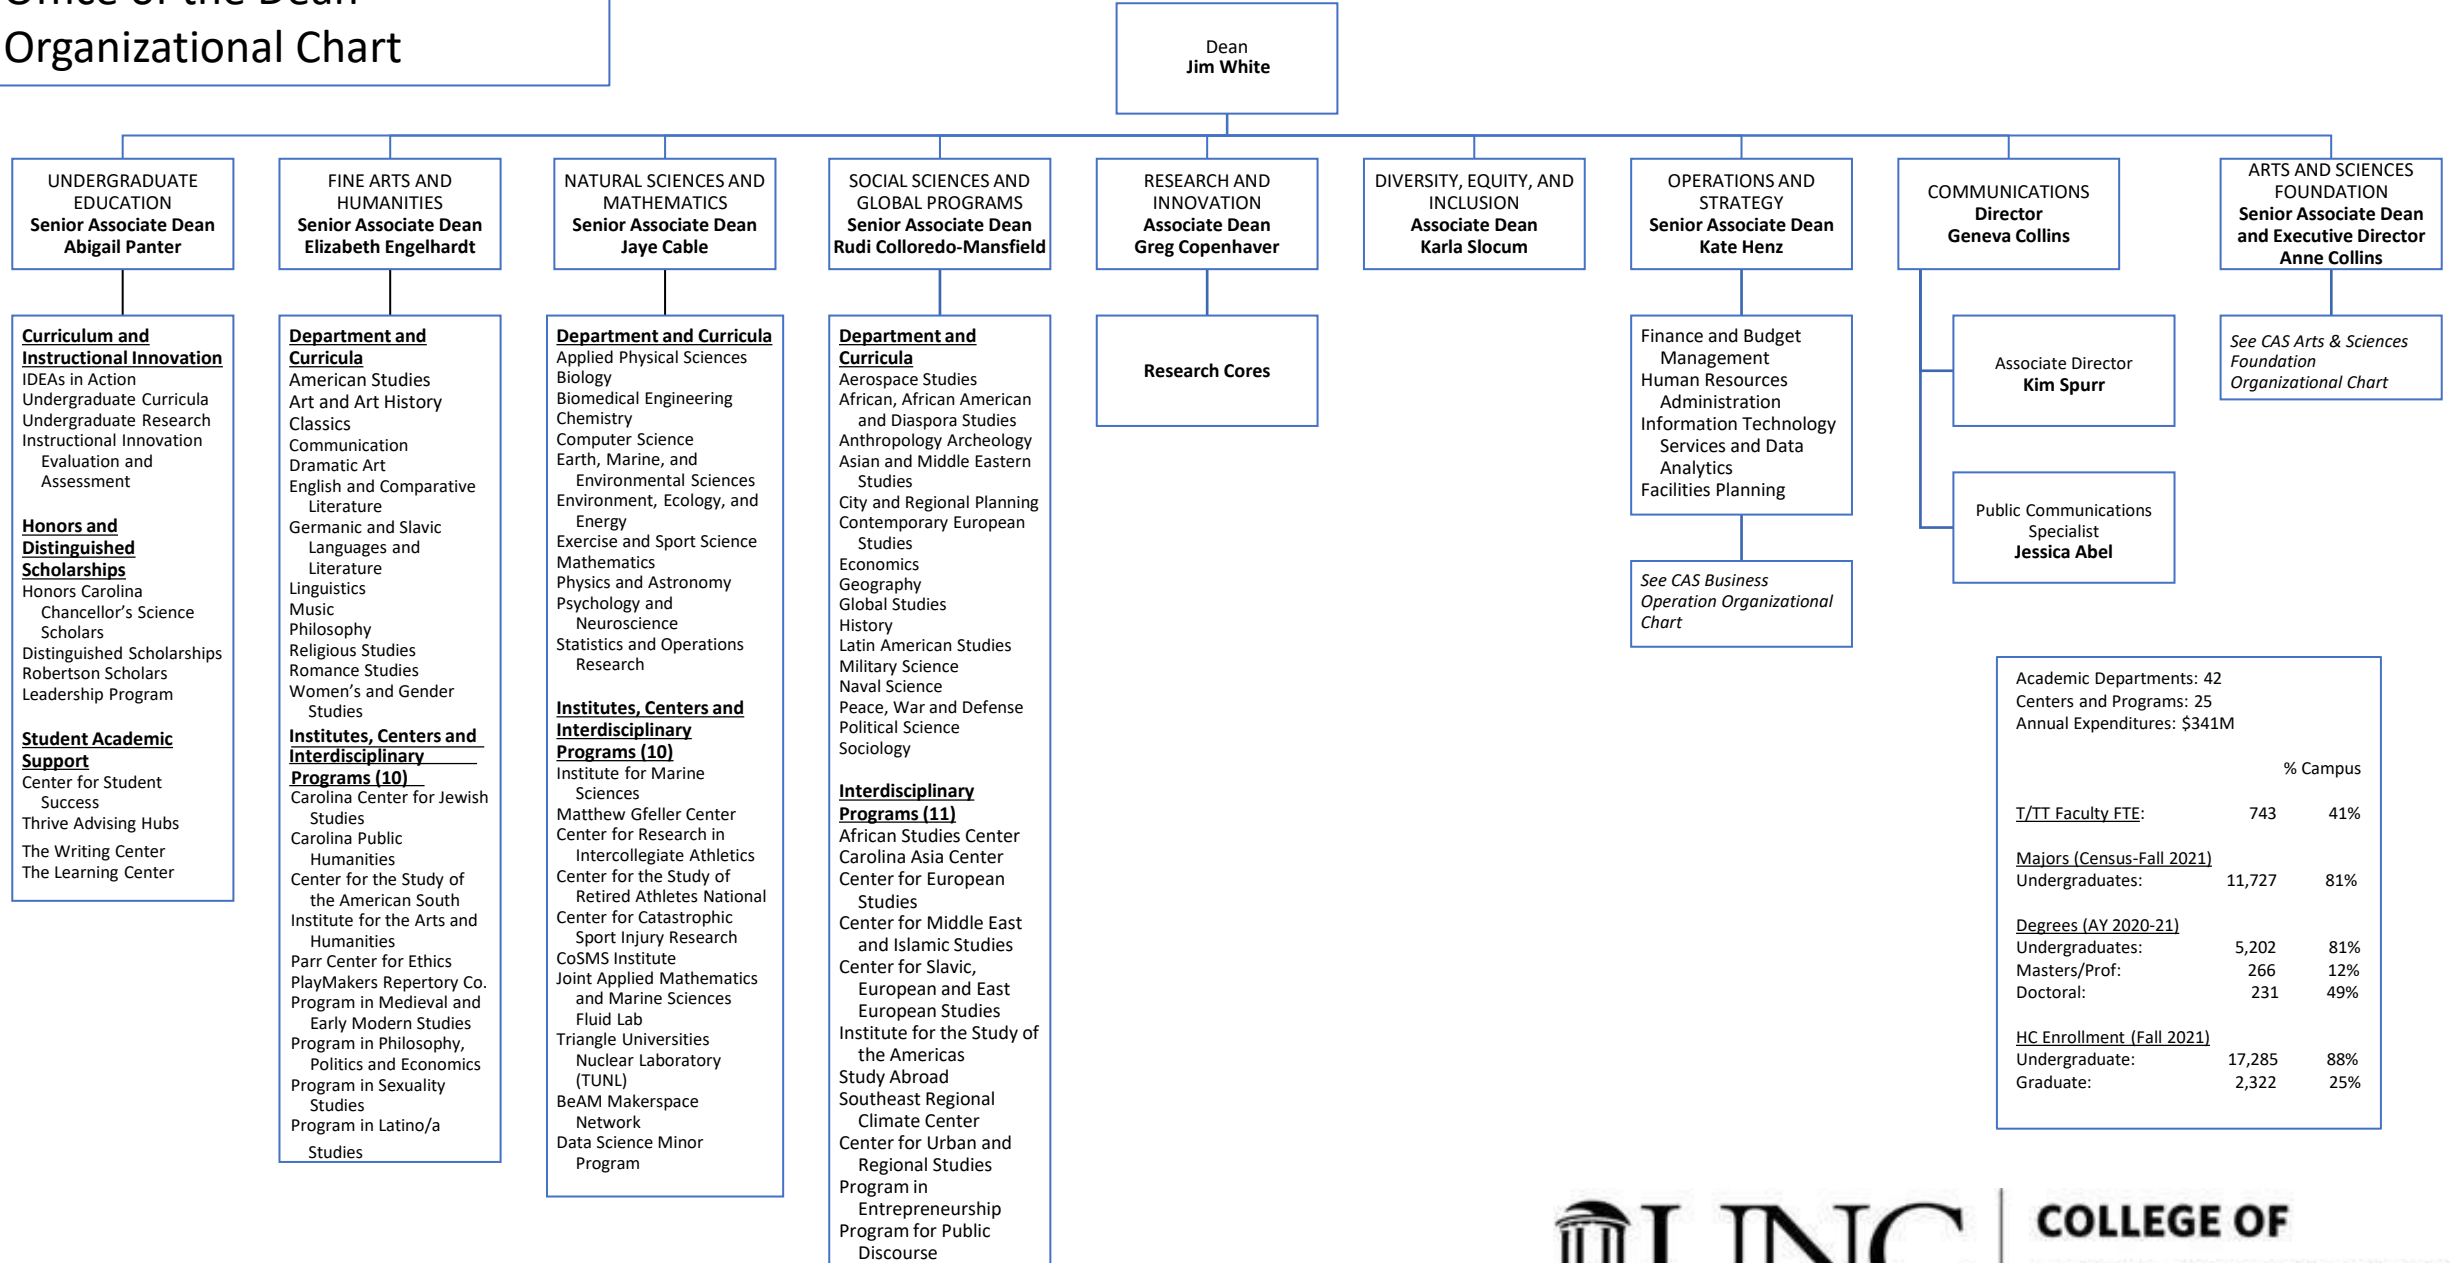 Office of the Dean
Organizational Chart
Dean
Jim White
UNDERGRADUATE
EDUCATION
Senior Associate Dean
Abigail Panter
FINE ARTS AND
HUMANITIES
Senior Associate Dean
Elizabeth Engelhardt
NATURAL SCIENCES AND
MATHEMATICS
Senior Associate Dean
Jaye Cable
SOCIAL SCIENCES AND
GLOBAL PROGRAMS
Senior Associate Dean
Rudi Colloredo-Mansfield
RESEARCH AND
INNOVATION
Associate Dean
Greg Copenhaver
DIVERSITY, EQUITY, AND
INCLUSION
Associate Dean
Karla Slocum
OPERATIONS AND
STRATEGY
Senior Associate Dean
Kate Henz
COMMUNICATIONS
Director
Geneva Collins
ARTS AND SCIENCES
FOUNDATION
Senior Associate Dean
and Executive Director
Anne Collins
Curriculum and
Instructional Innovation
IDEAs in Action
Undergraduate Curricula
Undergraduate Research
Instructional Innovation
Evaluation and
Assessment
Honors and
Distinguished
Scholarships
Honors Carolina
Chancellor’s Science
Scholars
Distinguished Scholarships
Robertson Scholars
Leadership Program
Student Academic
Support
Center for Student
Success
Thrive Advising Hubs
The Writing Center
The Learning Center
Department and
Curricula
American Studies
Art and Art History
Classics
Communication
Dramatic Art
English and Comparative
Literature
Germanic and Slavic
Languages and
Literature
Linguistics
Music
Philosophy
Religious Studies
Romance Studies
Women’s and Gender
Studies
Institutes, Centers and
Interdisciplinary
Programs (10)
Carolina Center for Jewish
Studies
Carolina Public
Humanities
Center for the Study of
the American South
Institute for the Arts and
Humanities
Parr Center for Ethics
PlayMakers Repertory Co.
Program in Medieval and
Early Modern Studies
Program in Philosophy,
Politics and Economics
Program in Sexuality
Studies
Program in Latino/a
Studies
Department and Curricula
Applied Physical Sciences
Biology
Biomedical Engineering
Chemistry
Computer Science
Earth, Marine, and
Environmental Sciences
Environment, Ecology, and
Energy
Exercise and Sport Science
Mathematics
Physics and Astronomy
Psychology and
Neuroscience
Statistics and Operations
Research
Institutes, Centers and
Interdisciplinary
Programs (10)
Institute for Marine
Sciences
Matthew Gfeller Center
Center for Research in
Intercollegiate Athletics
Center for the Study of
Retired Athletes National
Center for Catastrophic
Sport Injury Research
CoSMS Institute
Joint Applied Mathematics
and Marine Sciences
Fluid Lab
Triangle Universities
Nuclear Laboratory
(TUNL)
BeAM Makerspace
Network
Data Science Minor
Program
Department and
Curricula
Aerospace Studies
African, African American
and Diaspora Studies
Anthropology Archeology
Asian and Middle Eastern
Studies
City and Regional Planning
Contemporary European
Studies
Economics
Geography
Global Studies
History
Latin American Studies
Military Science
Naval Science
Peace, War and Defense
Political Science
Sociology
Interdisciplinary
Programs (11)
African Studies Center
Carolina Asia Center
Center for European
Studies
Center for Middle East
and Islamic Studies
Center for Slavic,
European and East
European Studies
Institute for the Study of
the Americas
Study Abroad
Southeast Regional
Climate Center
Center for Urban and
Regional Studies
Program in
Entrepreneurship
Program for Public
Discourse
Research Cores
Finance and Budget
Management
Human Resources
Administration
Information Technology
Services and Data
Analytics
Facilities Planning
See CAS Business
Operation Organizational
Chart
Associate Director
Kim Spurr
Public Communications
Specialist
Jessica Abel
See CAS Arts & Sciences
Foundation
Organizational Chart
Academic Departments: 42
Centers and Programs: 25
Annual Expenditures: $341M
% Campus
T/TT Faculty FTE: 743 41%
Majors (Census-Fall 2021)
Undergraduates: 11,727 81%
Degrees (AY 2020-21)
Undergraduates: 5,202 81%
Masters/Prof: 266 12%
Doctoral: 231 49%
HC Enrollment (Fall 2021)
Undergraduate: 17,285 88%
Graduate: 2,322 25%
UNC
COLLEGE OF